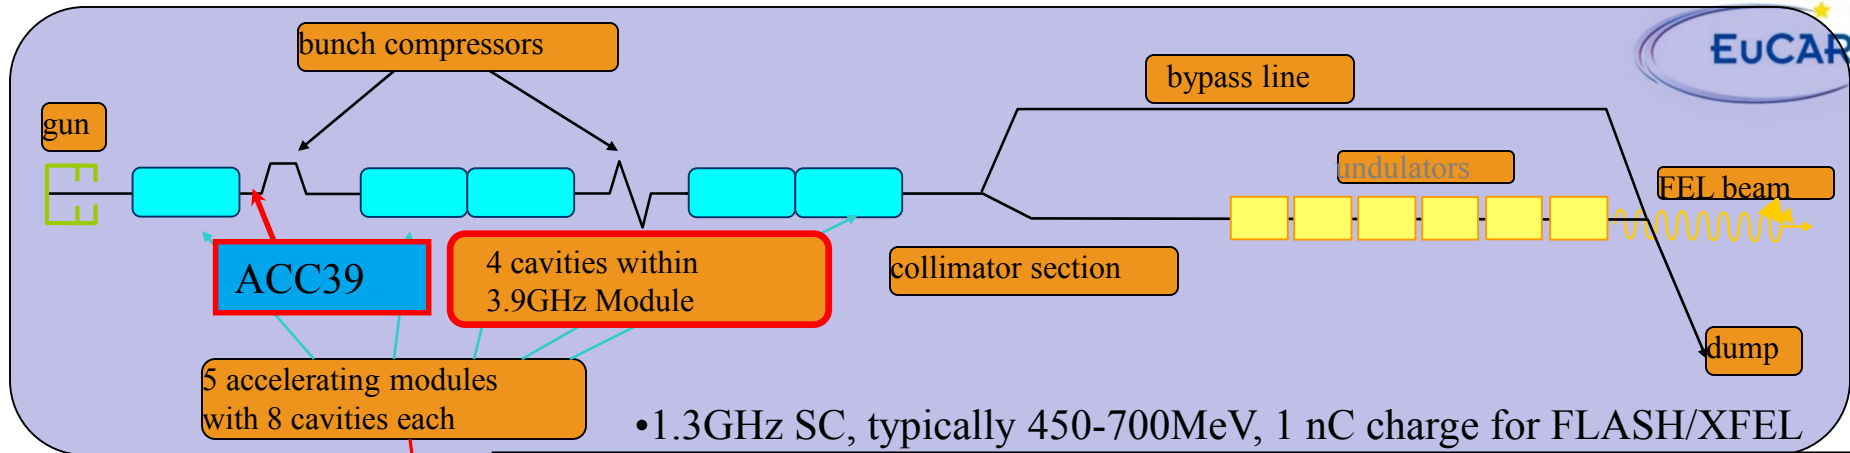 bunch compressors
EuCAR
bypass line
gun
undulators
FEL beam
ACC39
4 cavities within
3.9GHz Module
collimator section
dump
5 accelerating modules
with 8 cavities each
•1.3GHz SC, typically 450-700MeV, 1 nC charge for FLASH/XFEL